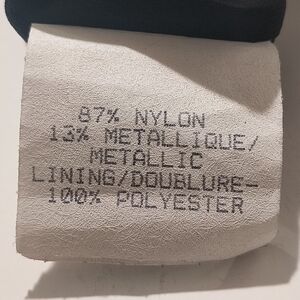 87% NYLON
13% METALLIQUE/
METALLIC
LINING/DOUBLURE-
100% POLYESTER